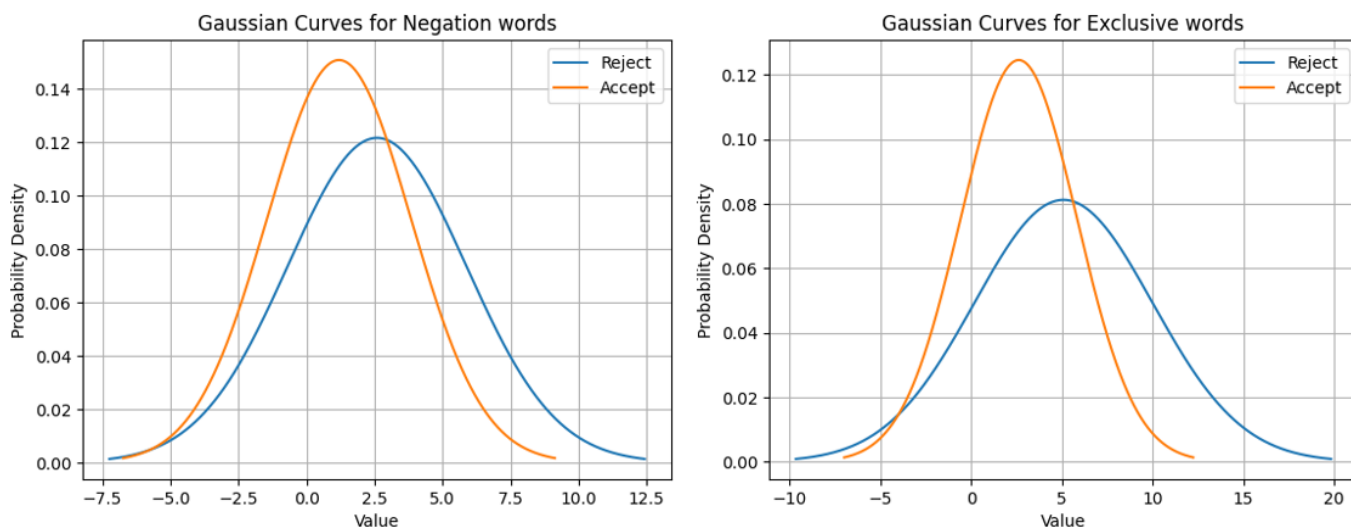 Gaussian Curves for Negation words
Reject
Accept
Probability Density
0.14
0.12
0.10
0.08
0.06
0.04
0.02
0.00
−7.5 −5.0 −2.5 0.0 2.5 5.0 7.5 10.0 12.5
Value
Gaussian Curves for Exclusive words
Reject
Accept
Probability Density
0.12
0.10
0.08
0.06
0.04
0.02
0.00
−10 −5 0 5 10 15 20
Value